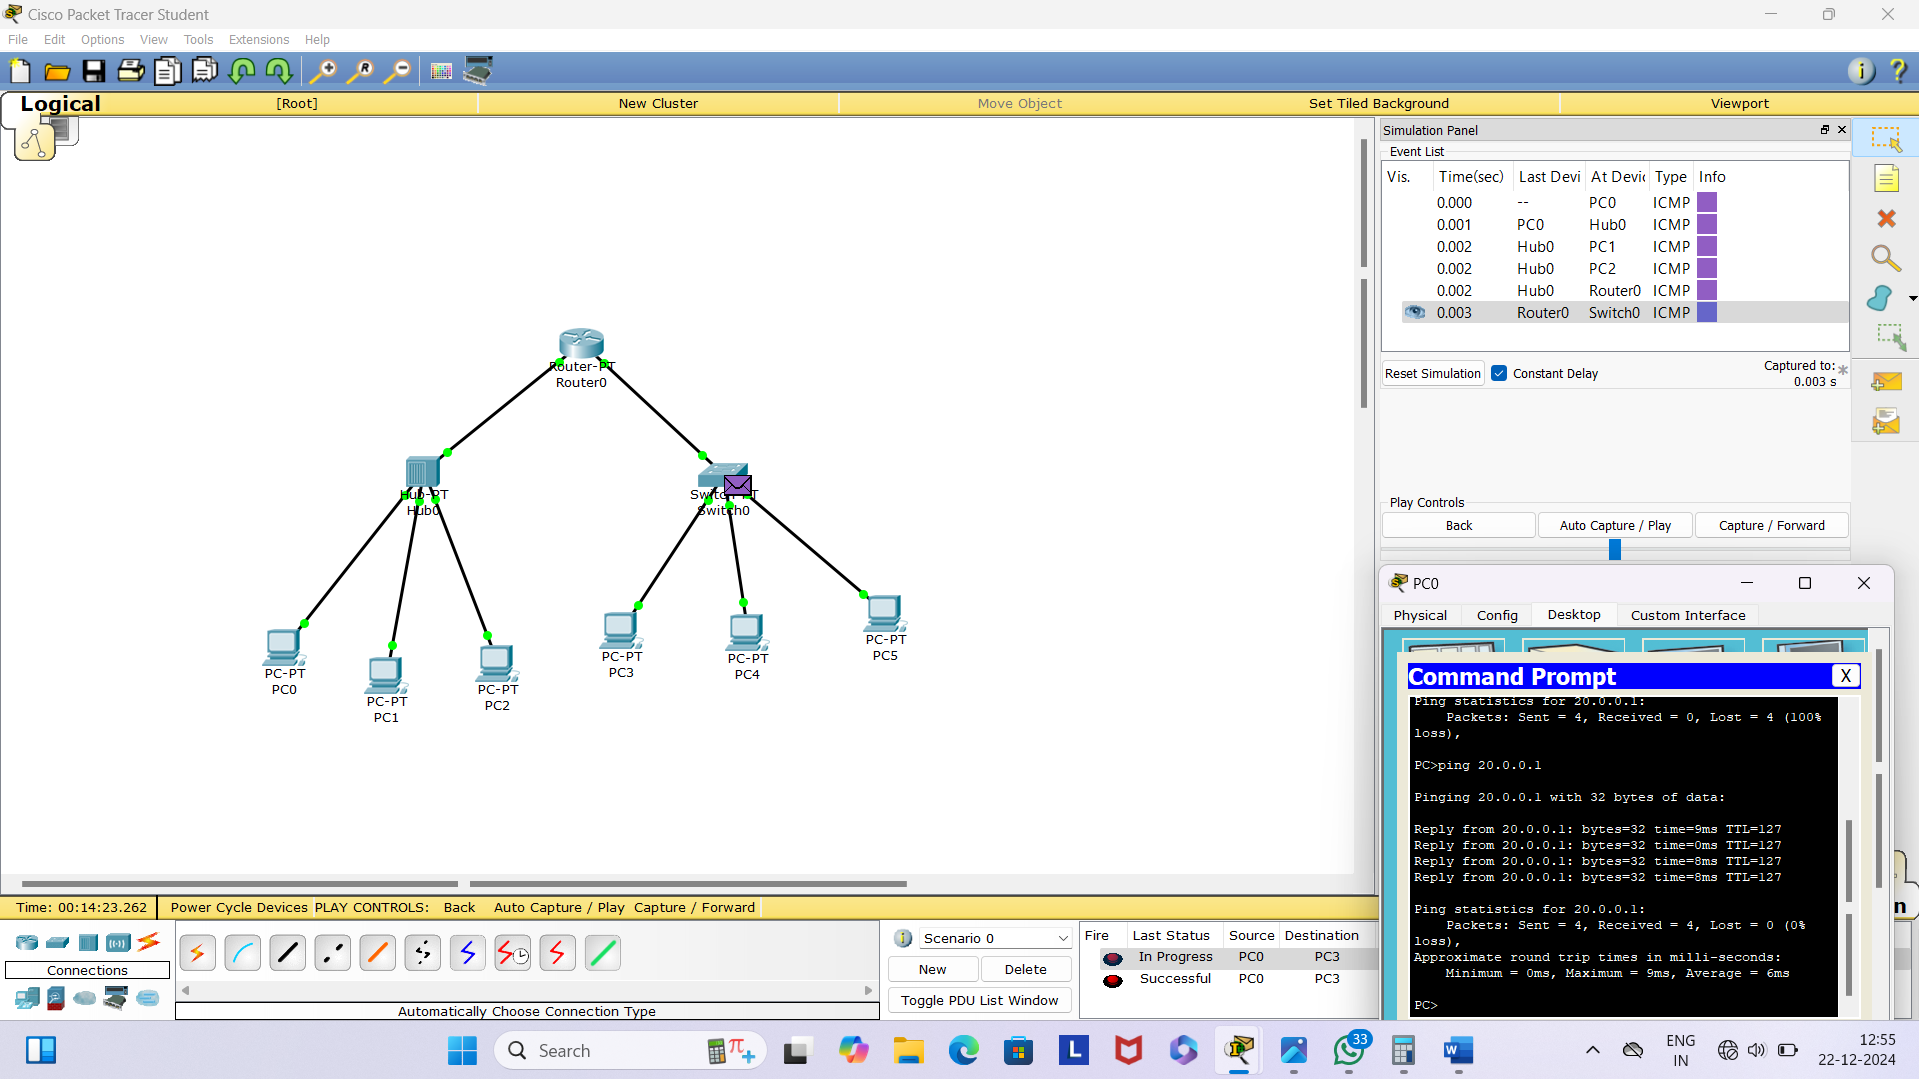 Cisco Packet Tracer Student
File Edit Options View Tools Extensions Help
Logical [Root] New Cluster Move Object Set Tiled Background Viewport
Simulation Panel
Event List
Vis. Time(sec) Last Devi At Devic Type Info
0.000 -- PC0 ICMP
0.001 PC0 Hub0 ICMP
0.002 Hub0 PC1 ICMP
0.002 Hub0 PC2 ICMP
0.002 Hub0 Router0 ICMP
0.003 Router0 Switch0 ICMP
Reset Simulation Constant Delay Captured to:
0.003 s
Play Controls
Back Auto Capture / Play Capture / Forward
Router-PT
Router0
Hub-PT
Hub0
Switch-PT
Switch0
PC-PT
PC0
PC-PT
PC1
PC-PT
PC2
PC-PT
PC3
PC-PT
PC4
PC-PT
PC5
PC0
Physical Config Desktop Custom Interface
Command Prompt X
Ping statistics for 20.0.0.1:
Packets: Sent = 4, Received = 0, Lost = 4 (100%
loss),
PC>ping 20.0.0.1
Pinging 20.0.0.1 with 32 bytes of data:
Reply from 20.0.0.1: bytes=32 time=9ms TTL=127
Reply from 20.0.0.1: bytes=32 time=0ms TTL=127
Reply from 20.0.0.1: bytes=32 time=8ms TTL=127
Reply from 20.0.0.1: bytes=32 time=8ms TTL=127
Ping statistics for 20.0.0.1:
Packets: Sent = 4, Received = 4, Lost = 0 (0%
loss),
Approximate round trip times in milli-seconds:
Minimum = 0ms, Maximum = 9ms, Average = 6ms
PC>
Time: 00:14:23.262 Power Cycle Devices PLAY CONTROLS: Back Auto Capture / Play Capture / Forward
n
Connections
Automatically Choose Connection Type
Scenario 0
New Delete
Toggle PDU List Window
Fire Last Status Source Destination
In Progress PC0 PC3
Successful PC0 PC3
Search
33
ENG
IN
12:55
22-12-2024